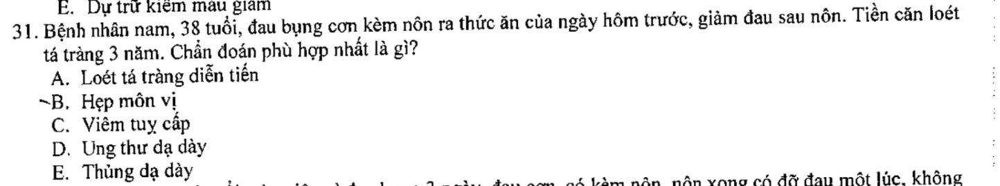 E. Dự trữ kiềm máu giảm
31. Bệnh nhân nam, 38 tuổi, đau bụng cơn kèm nôn ra thức ăn của ngày hôm trước, giảm đau sau nôn. Tiền căn loét
tá tràng 3 năm. Chẩn đoán phù hợp nhất là gì?
A. Loét tá tràng diễn tiến
B. Hẹp môn vị
C. Viêm tuỵ cấp
D. Ung thư dạ dày
E. Thủng dạ dày
có kèm nôn, nôn xong có đỡ đau một lúc, không